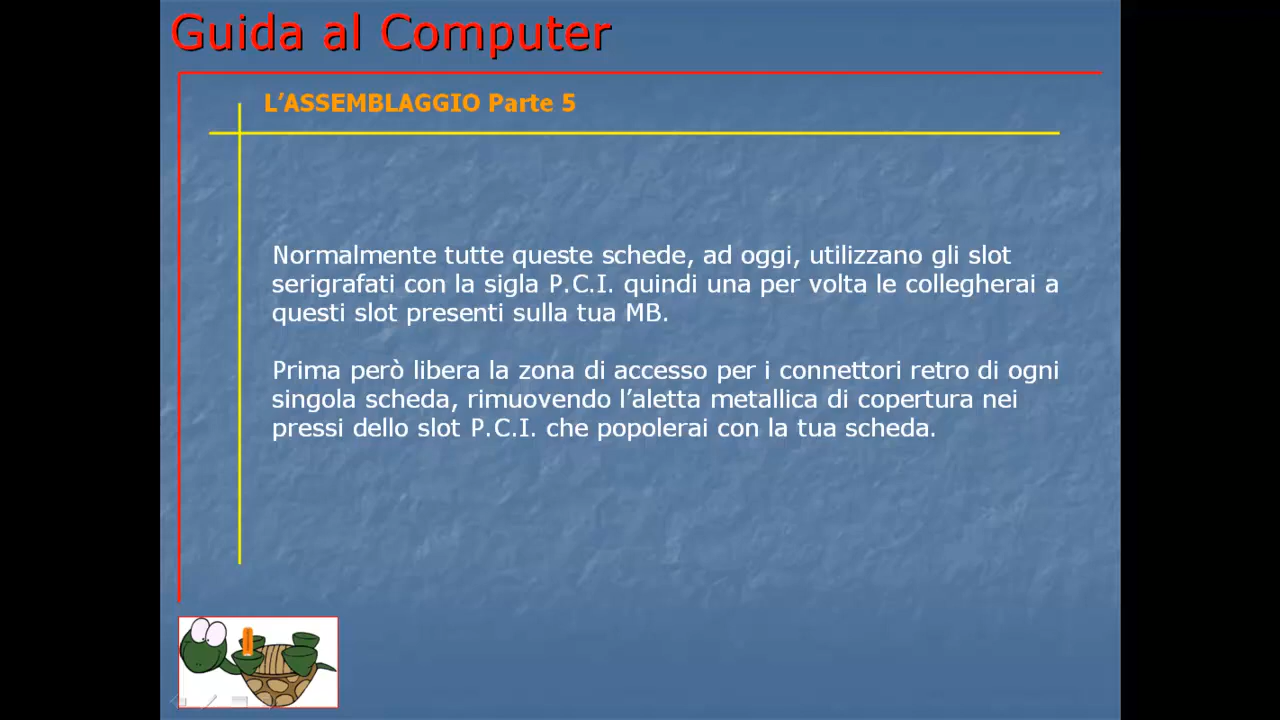 Guida al Computer
L’ASSEMBLAGGIO Parte 5
Normalmente tutte queste schede, ad oggi, utilizzano gli slot
serigrafati con la sigla P.C.I. quindi una per volta le collegherai a
questi slot presenti sulla tua MB.
Prima però libera la zona di accesso per i connettori retro di ogni
singola scheda, rimuovendo l’aletta metallica di copertura nei
pressi dello slot P.C.I. che popolerai con la tua scheda.